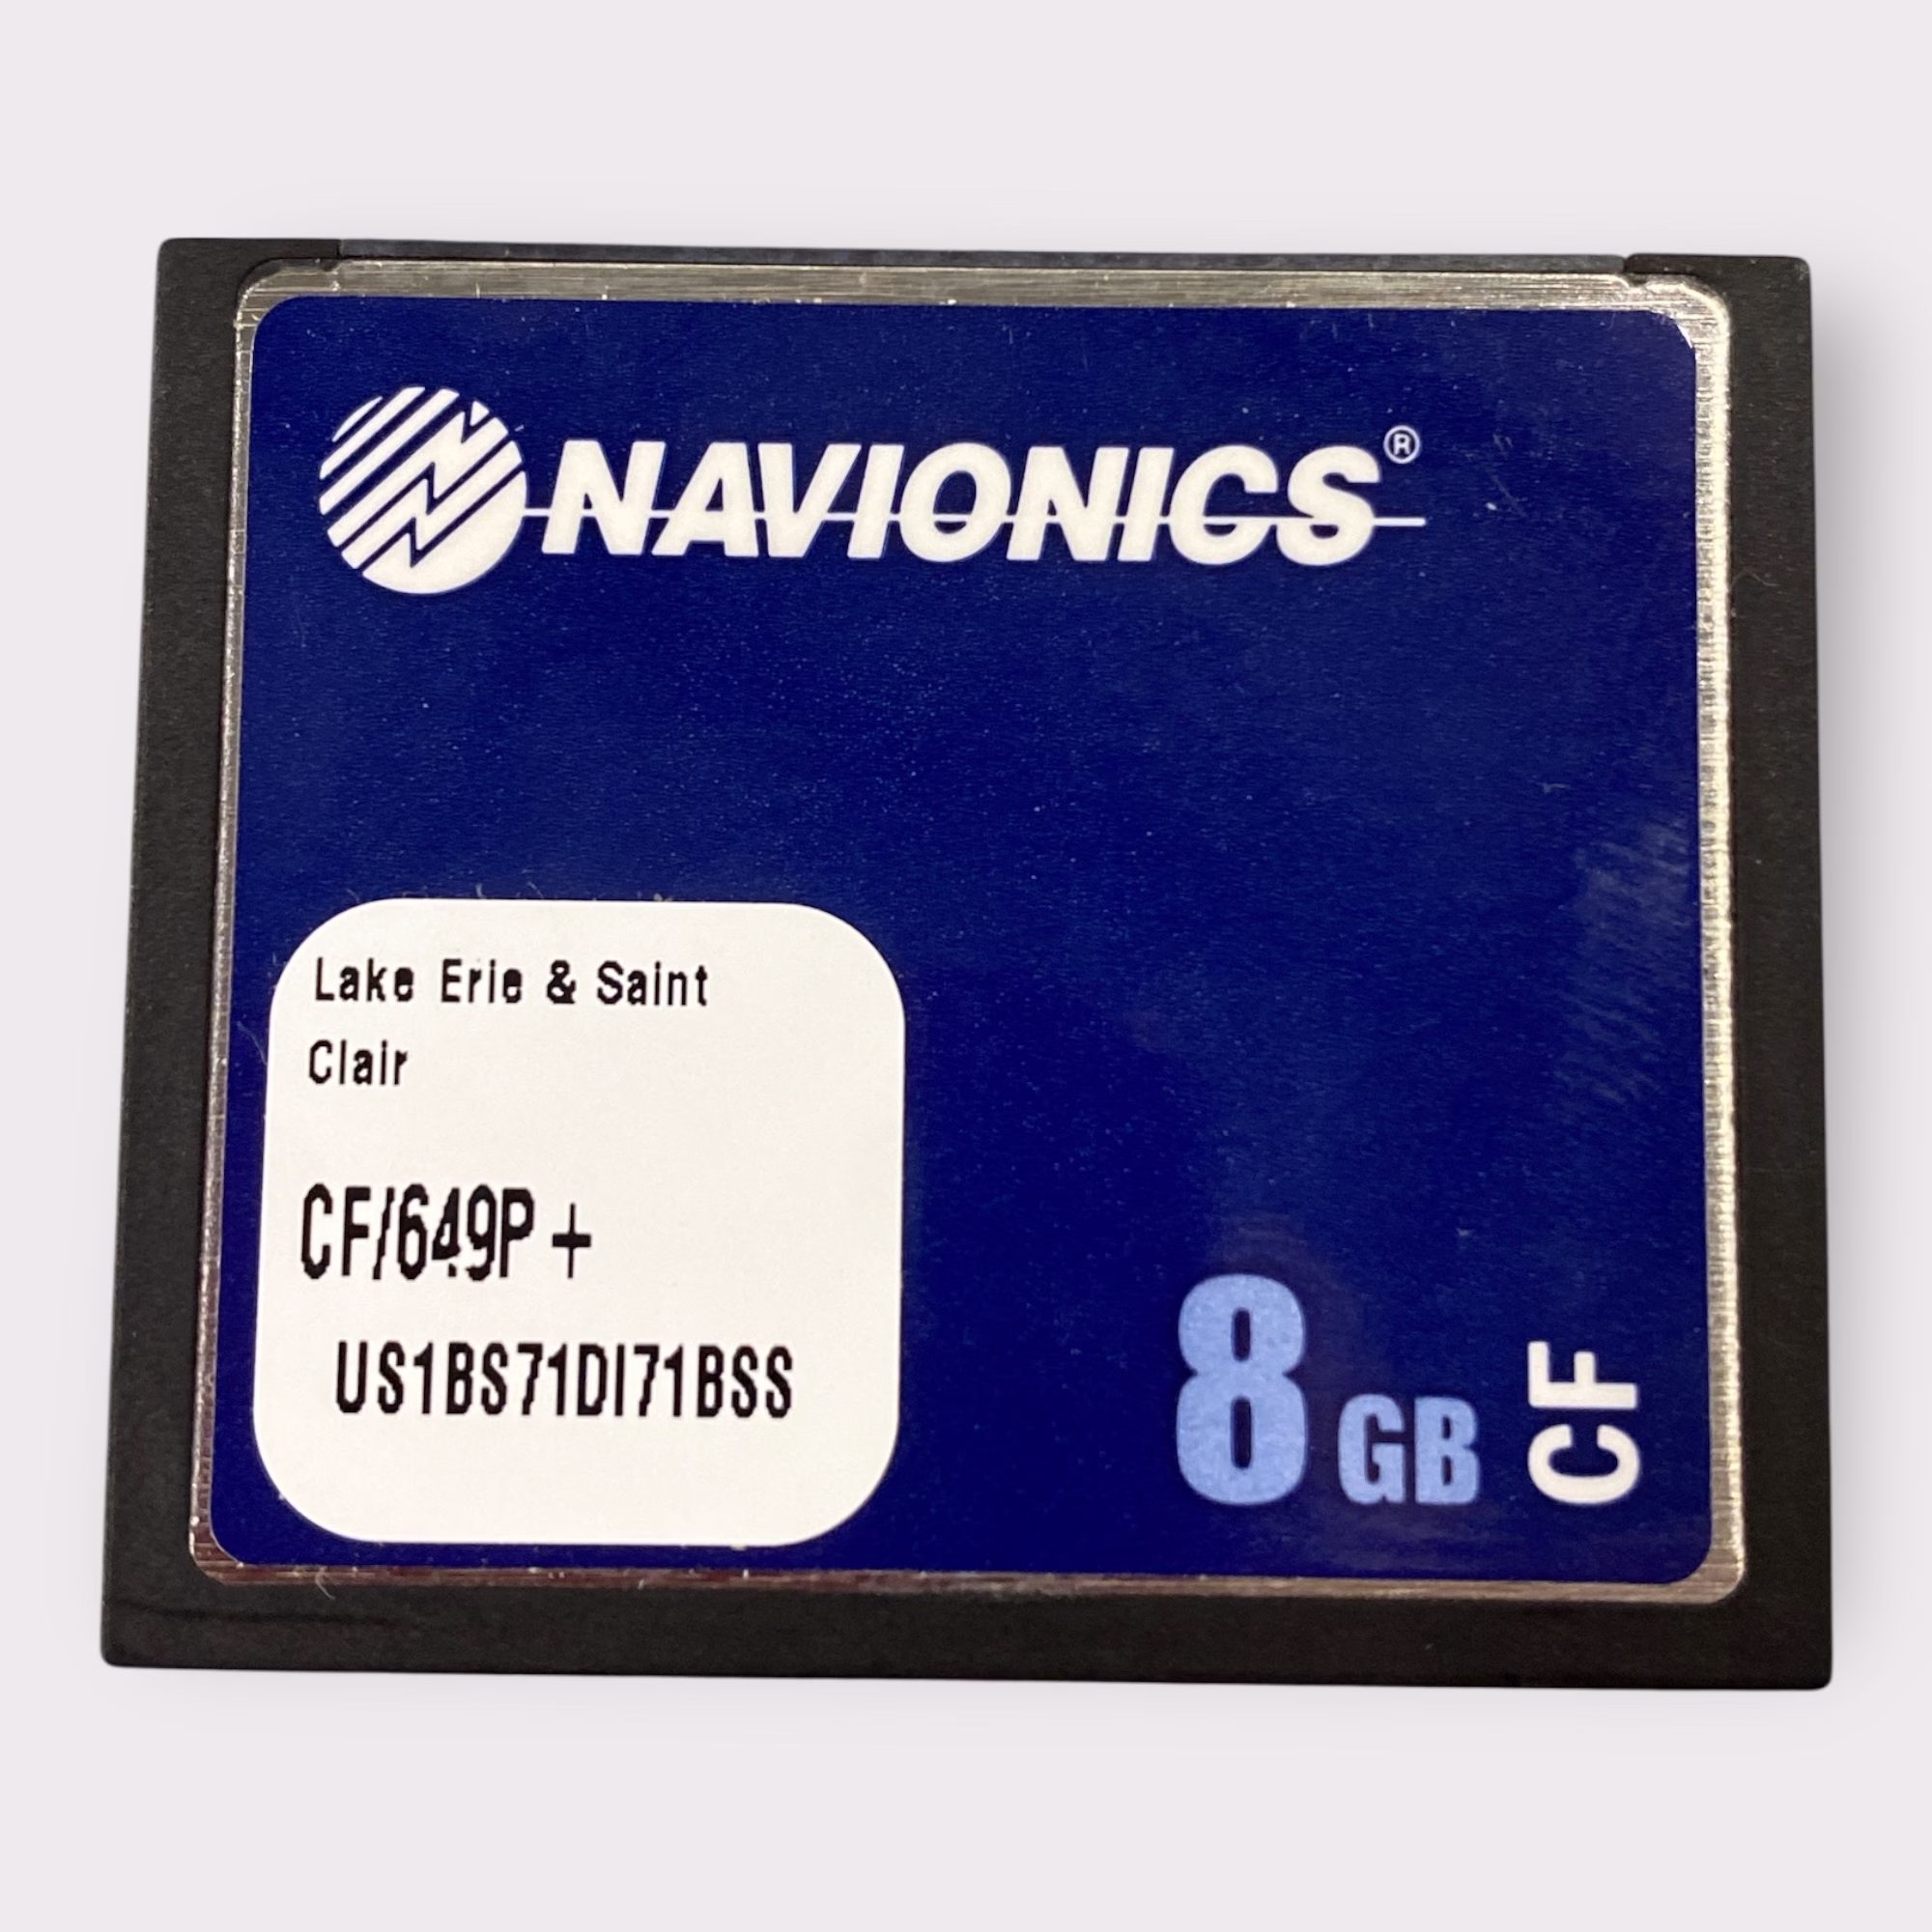 NAVIONICS®
Lake Erie & Saint
Clair
CF/649P+
US1BS71DI71BSS
8 GB CF